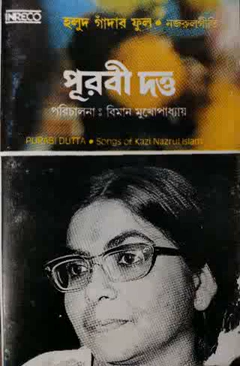 INRECO
হলুদ গাঁদার ফুল • নজরুলগীতি
পূরবী দত্ত
পরিচালনা : বিমান মুখোপাধ্যায়
PURABI DUTTA • Songs of Kazi Nazrul Islam